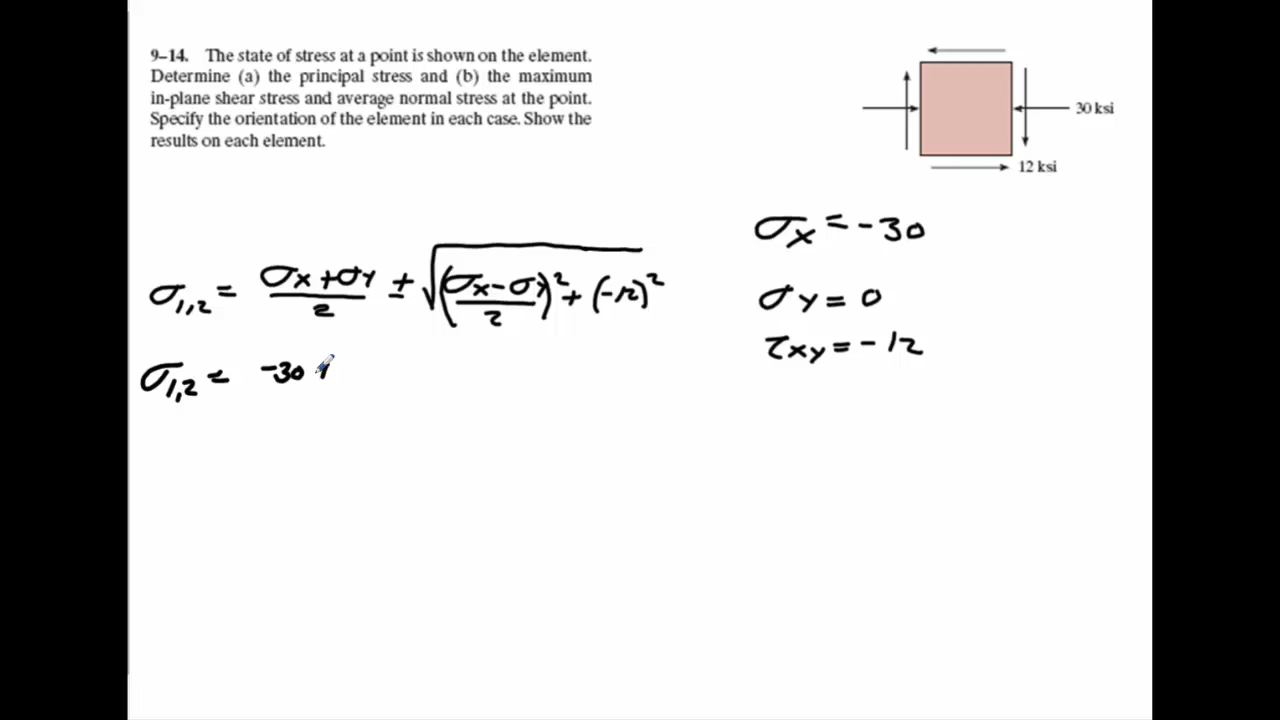 9–14. The state of stress at a point is shown on the element.
Determine (a) the principal stress and (b) the maximum
in-plane shear stress and average normal stress at the point.
Specify the orientation of the element in each case. Show the
results on each element.
30 ksi
12 ksi
σx = -30
σ1,2 = σx + σy / 2 ± √(σx - σy / 2)² + (-12)²
σy = 0
τxy = -12
σ1,2 = -30